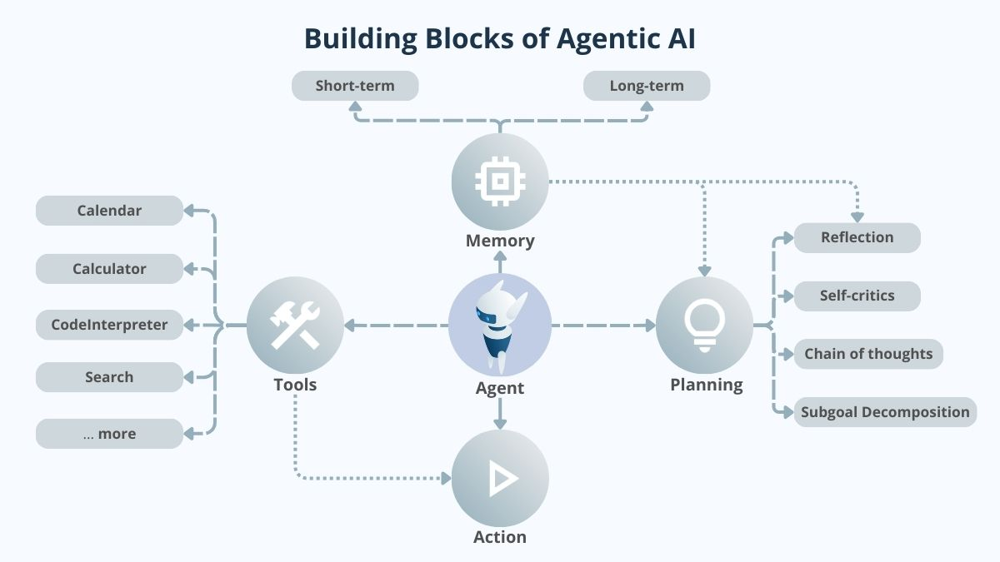 Building Blocks of Agentic AI
Short-term
Long-term
Memory
Calendar
Calculator
CodeInterpreter
Search
... more
Tools
Agent
Planning
Reflection
Self-critics
Chain of thoughts
Subgoal Decomposition
Action